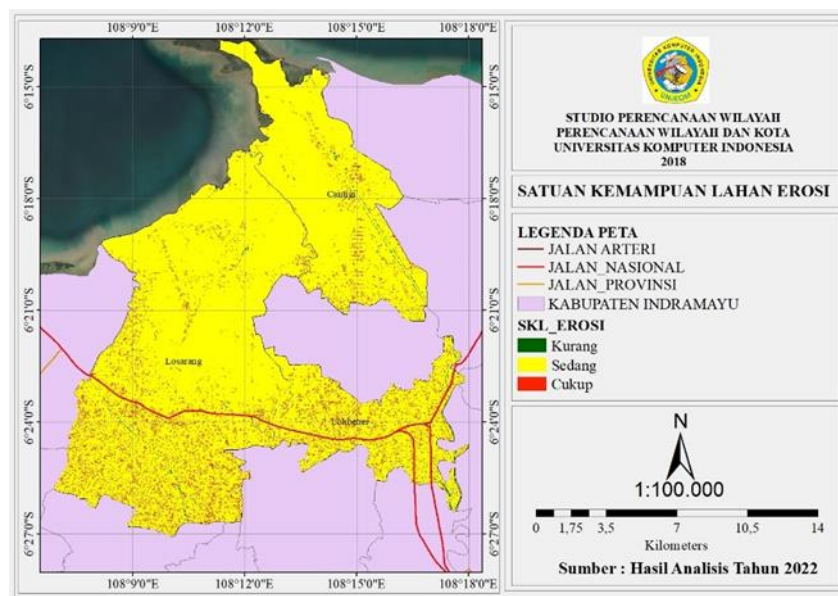 108°9'0"E 108°12'0"E 108°15'0"E 108°18'0"E
6°15'0"S
6°18'0"S
6°21'0"S
6°24'0"S
6°27'0"S
Cantigi
Losarang
Lohbener
6°15'0"S
6°18'0"S
6°21'0"S
6°24'0"S
6°27'0"S
108°9'0"E 108°12'0"E 108°15'0"E 108°18'0"E
UNIVERSITAS KOMPUTER INDONESIA
UNIKOM
STUDIO PERENCANAAN WILAYAH
PERENCANAAN WILAYAH DAN KOTA
UNIVERSITAS KOMPUTER INDONESIA
2018
SATUAN KEMAMPUAN LAHAN EROSI
LEGENDA PETA
JALAN ARTERI
JALAN_NASIONAL
JALAN_PROVINSI
KABUPATEN INDRAMAYU
SKL_EROSI
Kurang
Sedang
Cukup
N
1:100.000
0 1,75 3,5 7 10,5 14
Kilometers
Sumber : Hasil Analisis Tahun 2022